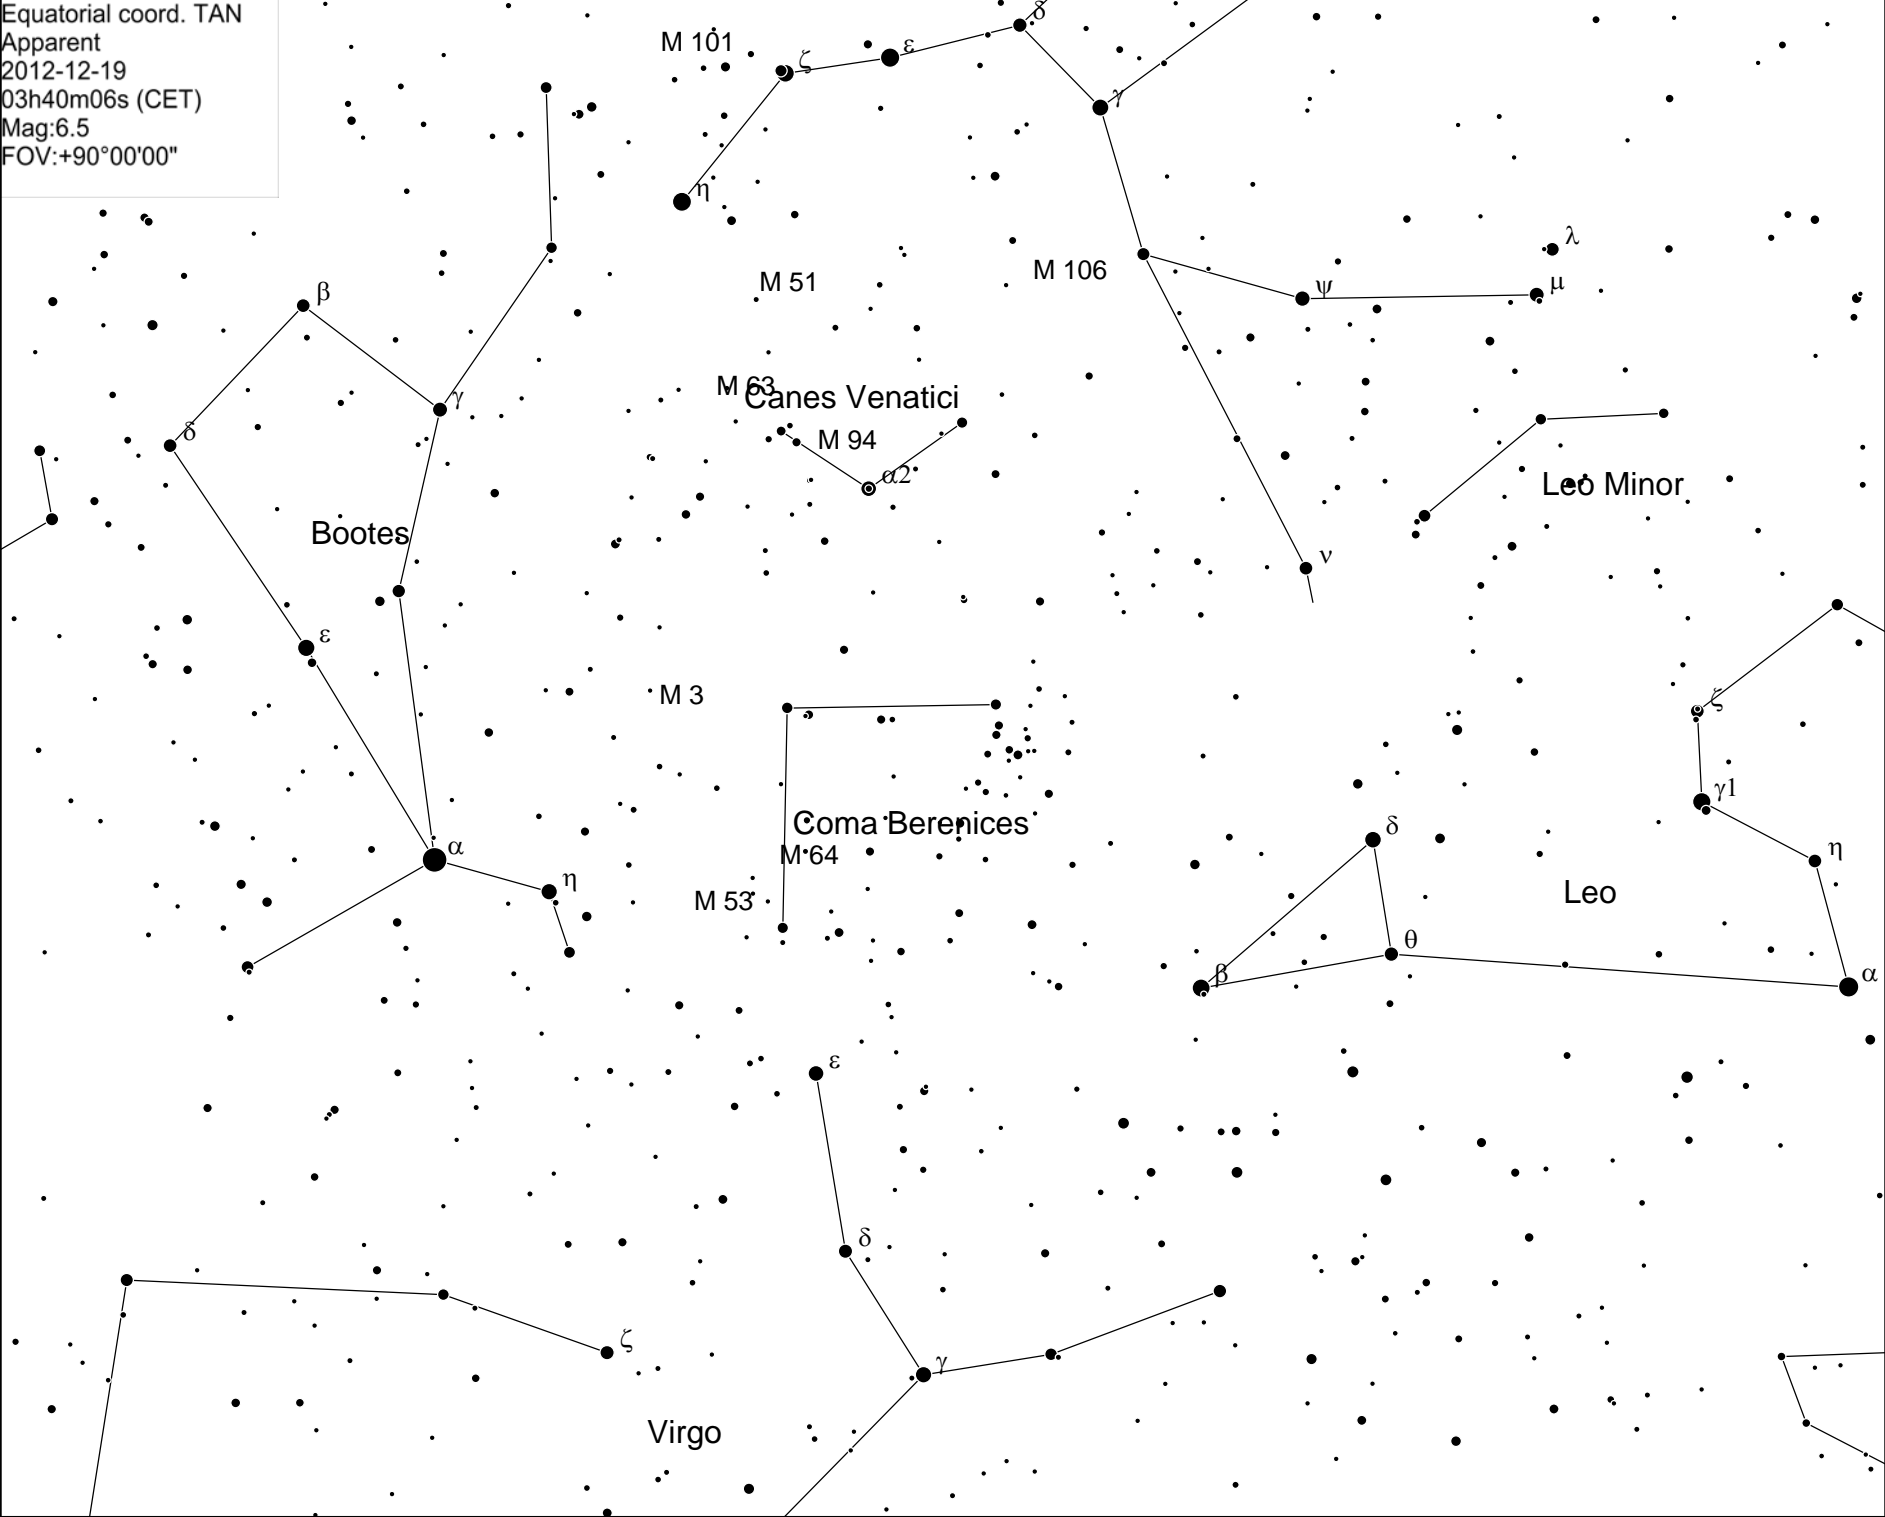 Equatorial coord. TAN
Apparent
2012-12-19
03h40m06s (CET)
Mag:6.5
FOV:+90°00'00"
δ
M 101
ζ
ε
γ
η
λ
M 106
M 51
ψ
μ
β
M 63
Canes Venatici
γ
δ
M 94
α2
Leo Minor
Bootes
ν
ε
M 3
ζ
γ1
Coma Berenices
δ
α
M 64
η
η
Leo
M 53
θ
β
α
ε
δ
ζ
γ
Virgo